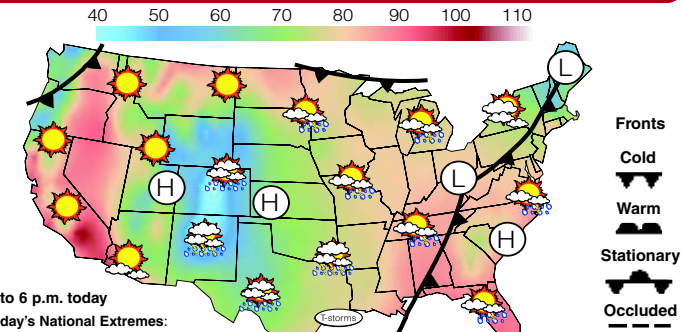 40 50 60 70 80 90 100 110
L
Fronts
Cold
L
H
H
Warm
H
Stationary
to 6 p.m. today
Occluded
day's National Extremes:
T-storms